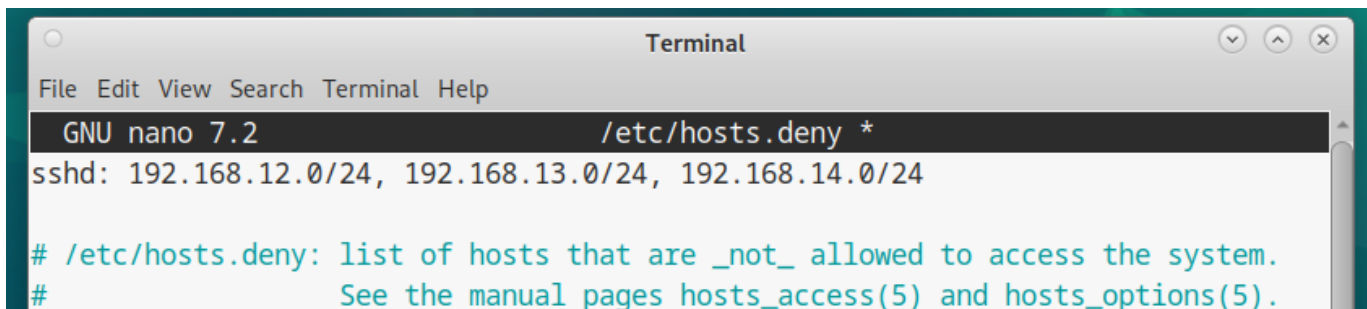 Terminal
File Edit View Search Terminal Help
GNU nano 7.2 /etc/hosts.deny *
sshd: 192.168.12.0/24, 192.168.13.0/24, 192.168.14.0/24
# /etc/hosts.deny: list of hosts that are _not_ allowed to access the system.
# See the manual pages hosts_access(5) and hosts_options(5).